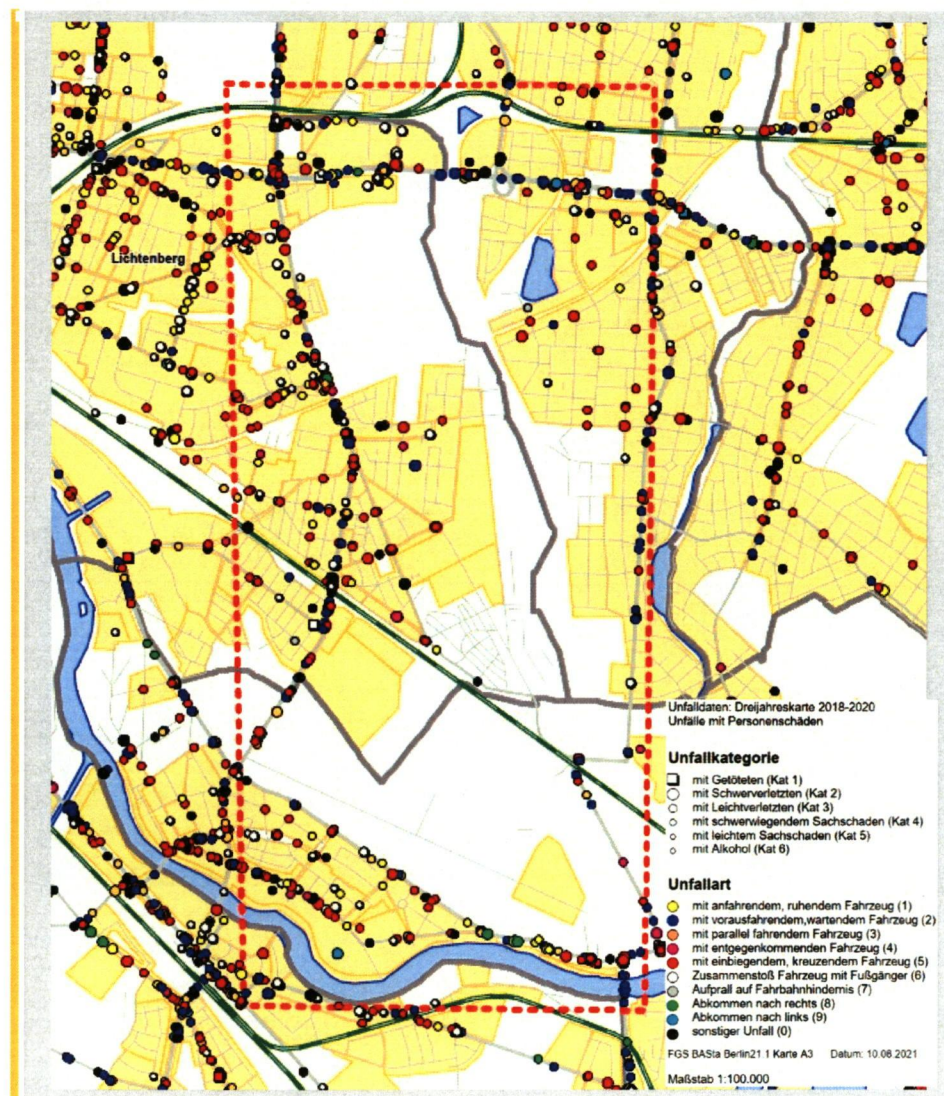 Lichtenberg
Unfalldaten: Dreijahreskarte 2018-2020
Unfälle mit Personenschäden
Unfallkategorie
mit Getöteten (Kat 1)
mit Schwerverletzten (Kat 2)
mit Leichtverletzten (Kat 3)
mit schwerwiegendem Sachschaden (Kat 4)
mit leichtem Sachschaden (Kat 5)
mit Alkohol (Kat 6)
Unfallart
mit anfahrendem, ruhendem Fahrzeug (1)
mit vorausfahrendem,wartendem Fahrzeug (2)
mit parallel fahrendem Fahrzeug (3)
mit entgegenkommenden Fahrzeug (4)
mit einbiegendem, kreuzendem Fahrzeug (5)
Zusammenstoß Fahrzeug mit Fußgänger (6)
Aufprall auf Fahrbahnhindernis (7)
Abkommen nach rechts (8)
Abkommen nach links (9)
sonstiger Unfall (0)
FGS BASta Berlin21.1 Karte A3 Datum: 10.08.2021
Maßstab 1:100.000